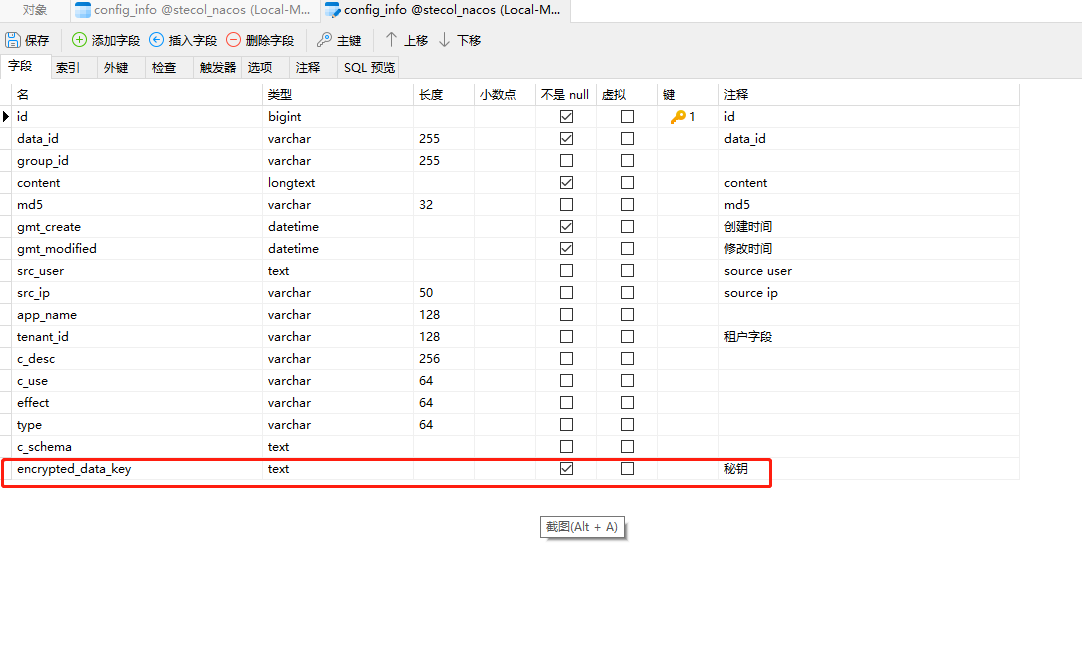 对象 config_info @stecol_nacos (Local-M... config_info @stecol_nacos (Local-M...
保存 添加字段 插入字段 删除字段 主键 上移 下移
字段 索引 外键 检查 触发器 选项 注释 SQL 预览
名 类型 长度 小数点 不是 null 虚拟 键 注释
id bigint 1 id
data_id varchar 255 data_id
group_id varchar 255
content longtext content
md5 varchar 32 md5
gmt_create datetime 创建时间
gmt_modified datetime 修改时间
src_user text source user
src_ip varchar 50 source ip
app_name varchar 128
tenant_id varchar 128 租户字段
c_desc varchar 256
c_use varchar 64
effect varchar 64
type varchar 64
c_schema text
encrypted_data_key text 秘钥
截图(Alt + A)